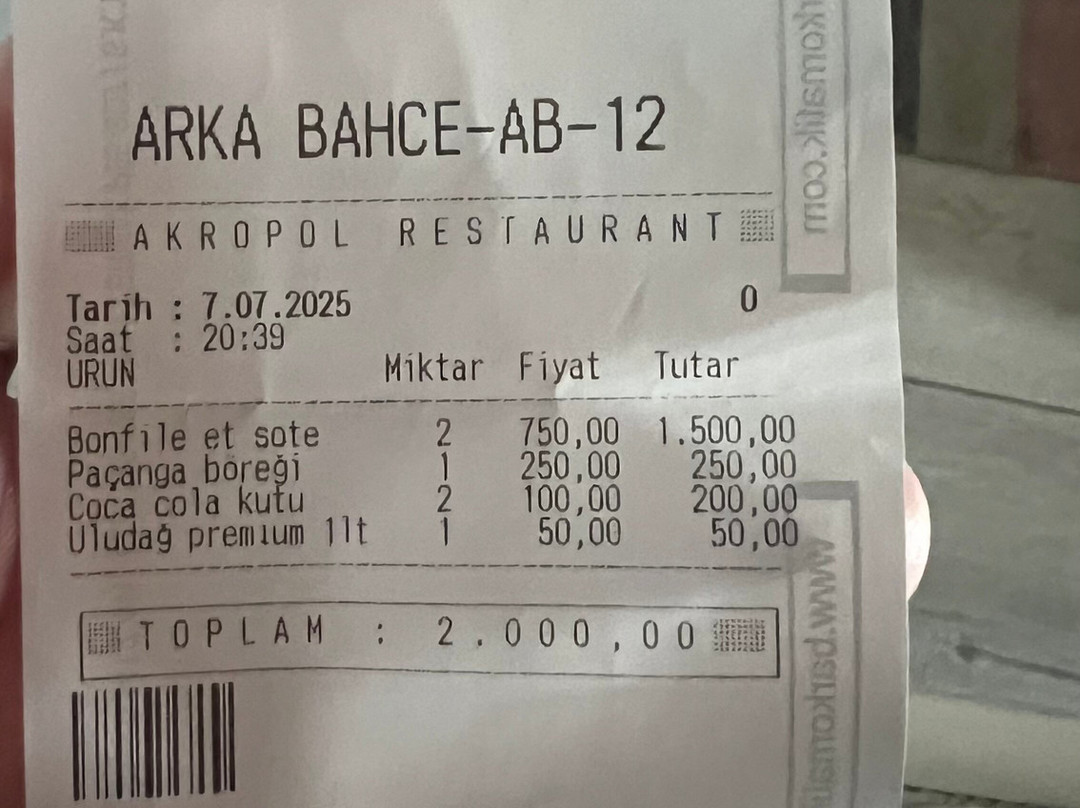 ARKA BAHCE-AB-12
AKROPOL RESTAURANT
Tarih : 7.07.2025 0
Saat : 20:39
URUN Miktar Fiyat Tutar
Bonfile et sote 2 750,00 1.500,00
Paçanga böreği 1 250,00 250,00
Coca cola kutu 2 100,00 200,00
Uludağ premium 1lt 1 50,00 50,00
TOPLAM : 2.000,00